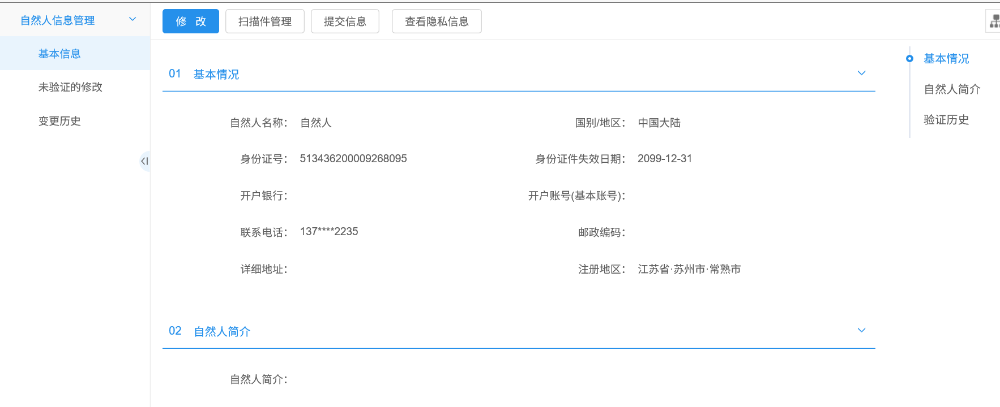 自然人信息管理
基本信息
未验证的修改
变更历史
修 改 扫描件管理 提交信息 查看隐私信息
01 基本情况
自然人名称： 自然人 国别/地区： 中国大陆
身份证号： 513436200009268095 身份证件失效日期： 2099-12-31
开户银行： 开户账号(基本账号)：
联系电话： 137****2235 邮政编码：
详细地址： 注册地区： 江苏省·苏州市·常熟市
02 自然人简介
自然人简介：
基本情况
自然人简介
验证历史